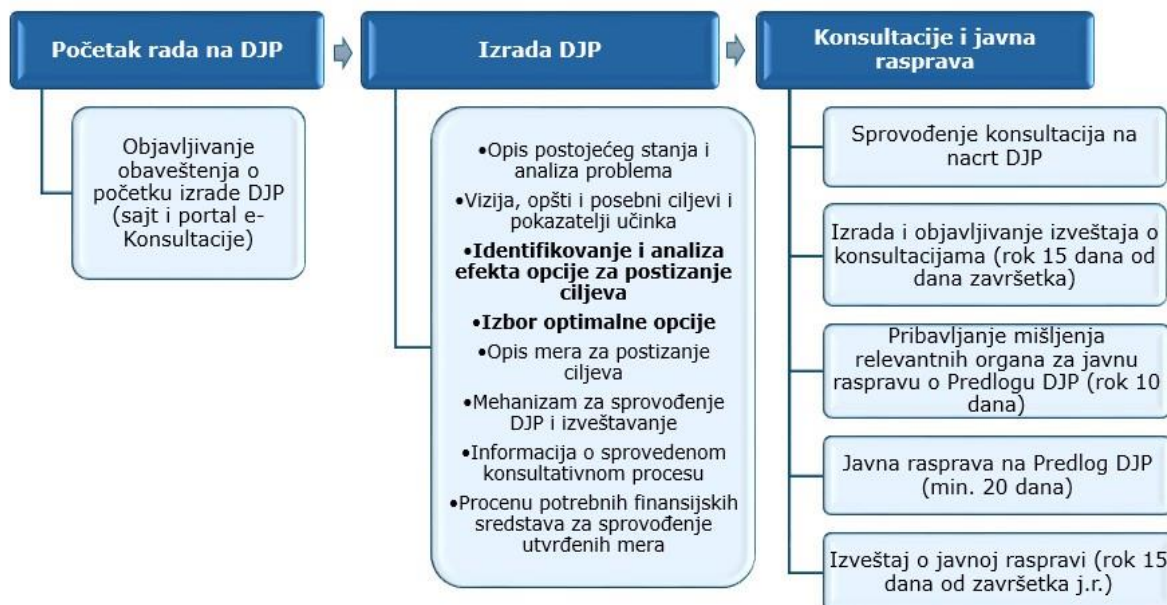 Početak rada na DJP
Objavljivanje
obaveštenja o
početku izrade DJP
(sajt i portal e-
Konsultacije)
Izrada DJP
•Opis postojećeg stanja i
analiza problema
•Vizija, opšti i posebni ciljevi i
pokazatelji učinka
•Identifikovanje i analiza
efekta opcije za postizanje
ciljeva
•Izbor optimalne opcije
•Opis mera za postizanje
ciljeva
•Mehanizam za sprovođenje
DJP i izveštavanje
•Informacija o sprovedenom
konsultativnom procesu
•Procenu potrebnih finansijskih
sredstava za sprovođenje
utvrđenih mera
Konsultacije i javna
rasprava
Sprovođenje konsultacija na
nacrt DJP
Izrada i objavljivanje izveštaja o
konsultacijama (rok 15 dana od
dana završetka)
Pribavljanje mišljenja
relevantnih organa za javnu
raspravu o Predlogu DJP (rok 10
dana)
Javna rasprava na Predlog DJP
(min. 20 dana)
Izveštaj o javnoj raspravi (rok 15
dana od završetka j.r.)